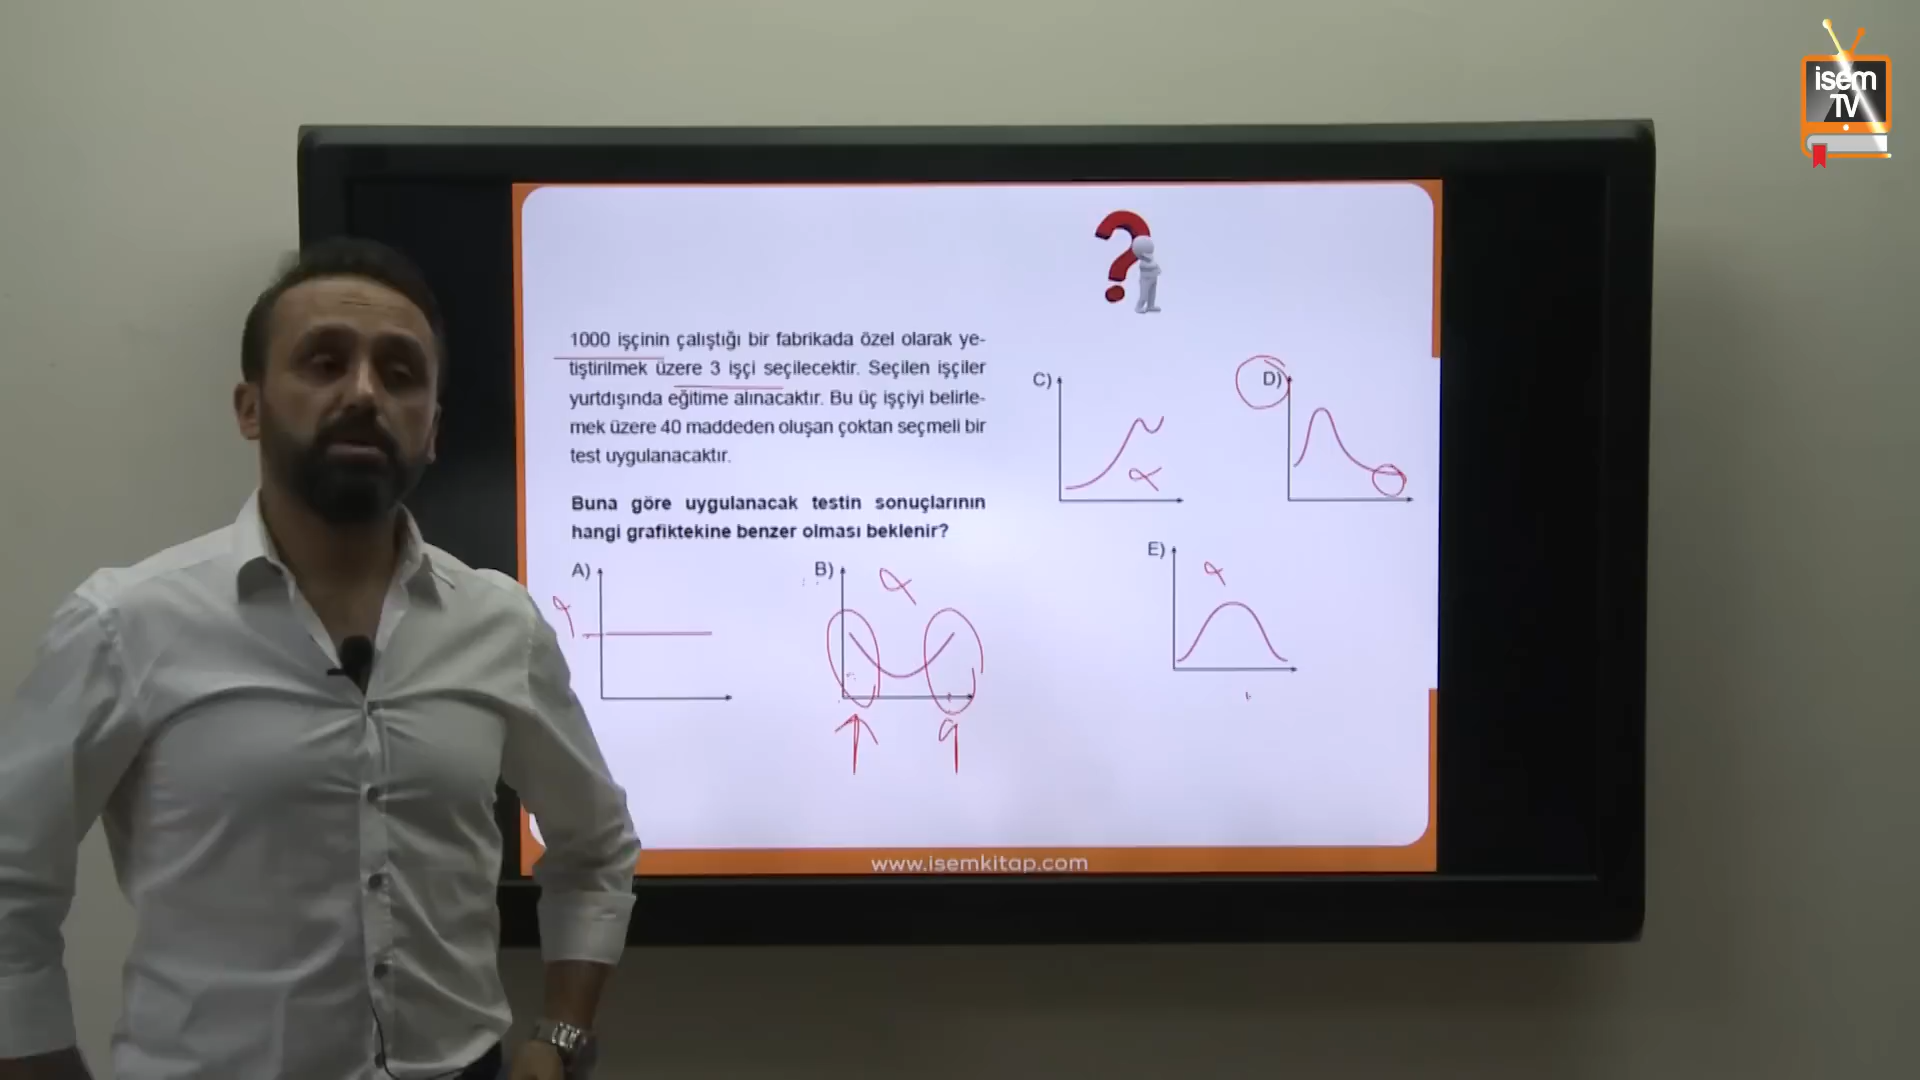 isem
TV
1000 işçinin çalıştığı bir fabrikada özel olarak ye-
tiştirilmek üzere 3 işçi seçilecektir. Seçilen işçiler
yurtdışında eğitime alınacaktır. Bu üç işçiyi belirle-
mek üzere 40 maddeden oluşan çoktan seçmeli bir
test uygulanacaktır.
Buna göre uygulanacak testin sonuçlarının
hangi grafiktekine benzer olması beklenir?
A)
B)
C)
D)
E)
www.isemkitap.com